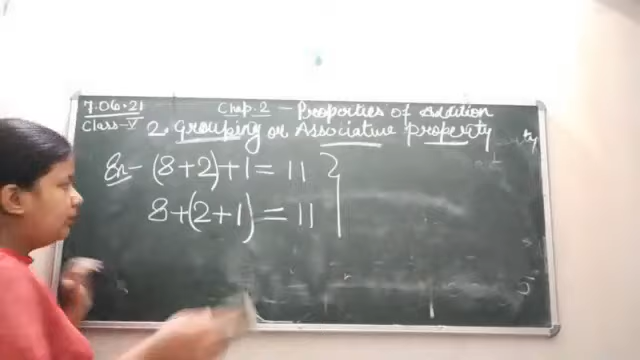 7.06.21 Chap. 2 - Properties of Addition
Class-V 2. Grouping or Associative property
Ex- (8+2)+1 = 11
8+(2+1) = 11